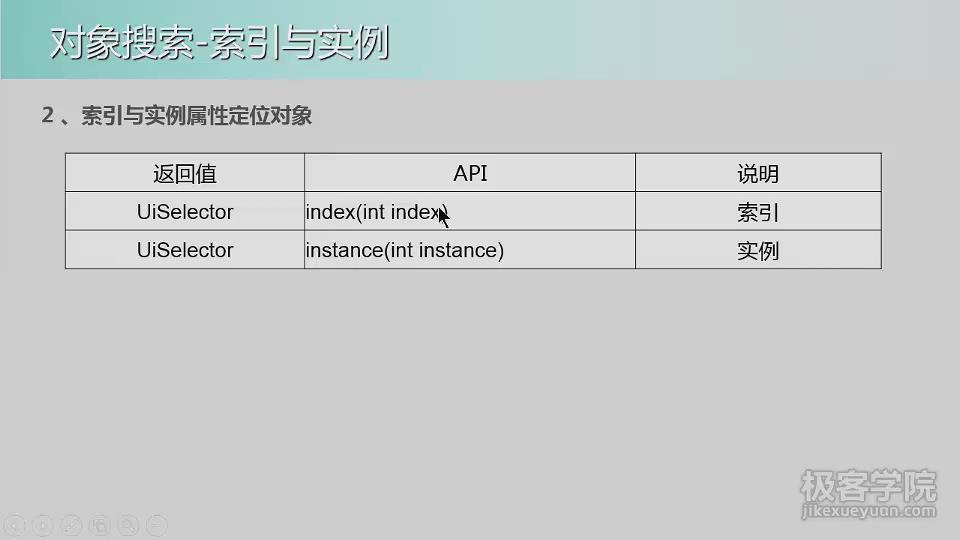 对象搜索-索引与实例
2 、索引与实例属性定位对象
返回值 API 说明
UiSelector index(int index) 索引
UiSelector instance(int instance) 实例
极客学院
jikexueyuan.com